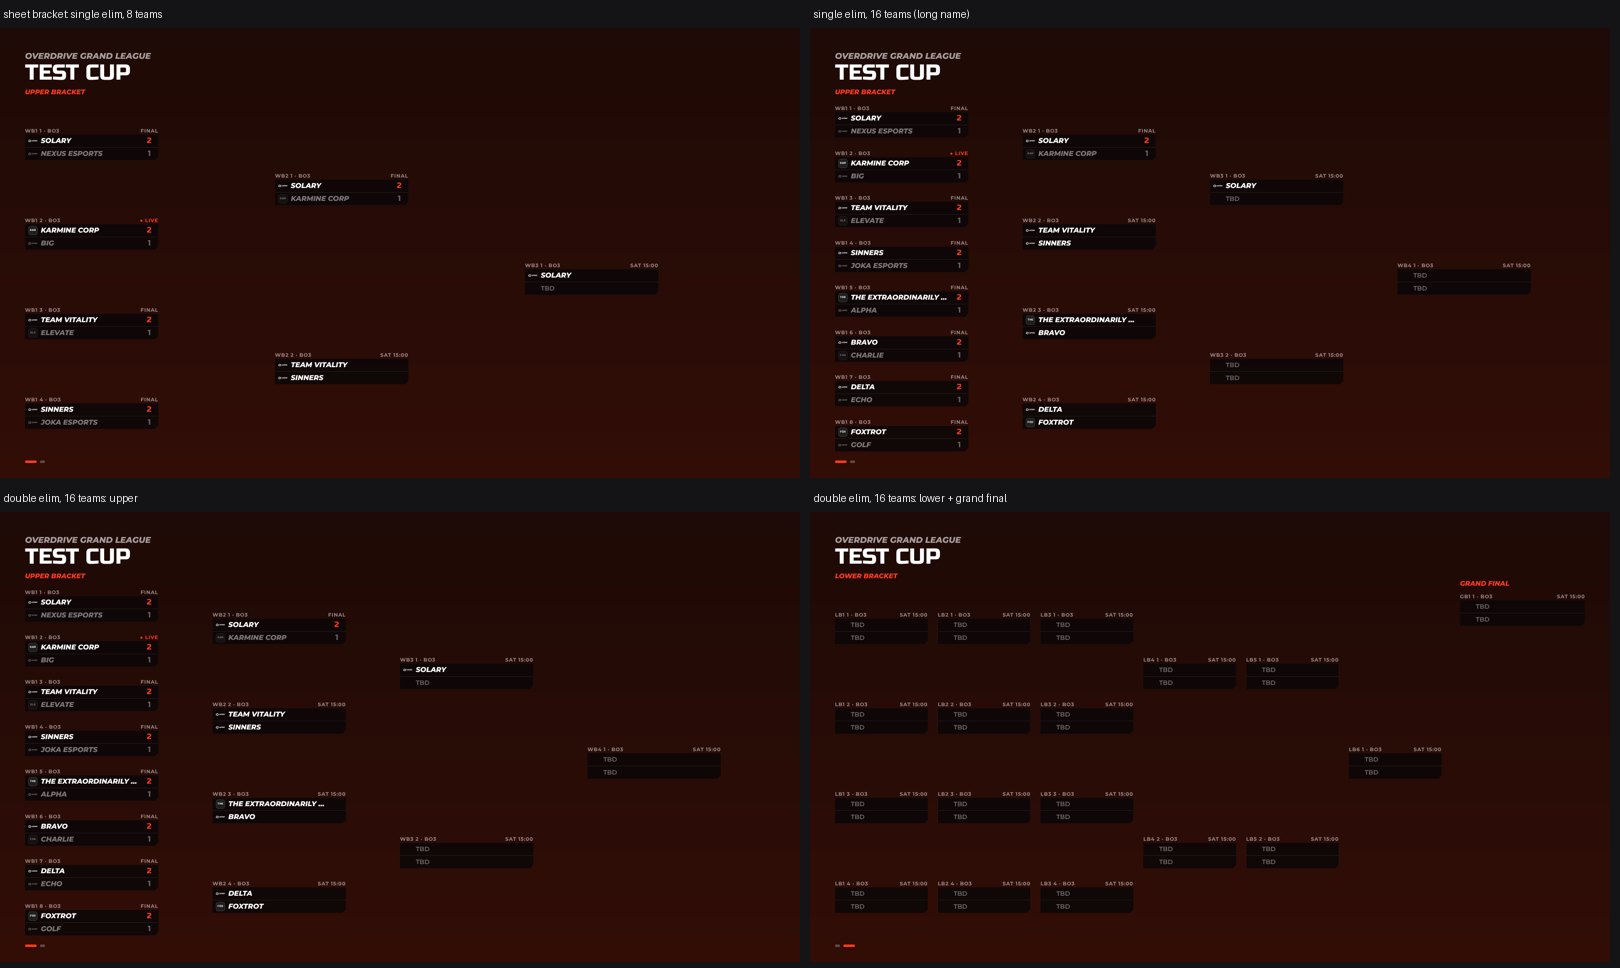 sheet bracket: single elim, 8 teams
OVERDRIVE GRAND LEAGUE
TEST CUP
UPPER BRACKET
WB1 1 · BO3 FINAL
SOLARY 2
NEXUS ESPORTS 1
WB1 2 · BO3 • LIVE
KARMINE CORP 2
BIG 1
WB1 3 · BO3 FINAL
TEAM VITALITY 2
ELEVATE 1
WB1 4 · BO3 FINAL
SINNERS 2
JOKA ESPORTS 1
WB2 1 · BO3 FINAL
SOLARY 2
KARMINE CORP 1
WB2 2 · BO3 SAT 15:00
TEAM VITALITY
SINNERS
WB3 1 · BO3 SAT 15:00
SOLARY
TBD
single elim, 16 teams (long name)
OVERDRIVE GRAND LEAGUE
TEST CUP
UPPER BRACKET
WB1 1 · BO3 FINAL
SOLARY 2
NEXUS ESPORTS 1
WB1 2 · BO3 • LIVE
KARMINE CORP 2
BIG 1
WB1 3 · BO3 FINAL
TEAM VITALITY 2
ELEVATE 1
WB1 4 · BO3 FINAL
SINNERS 2
JOKA ESPORTS 1
WB1 5 · BO3 FINAL
THE EXTRAORDINARILY ... 2
ALPHA 1
WB1 6 · BO3 FINAL
BRAVO 2
CHARLIE 1
WB1 7 · BO3 FINAL
DELTA 2
ECHO 1
WB1 8 · BO3 FINAL
FOXTROT 2
GOLF 1
WB2 1 · BO3 FINAL
SOLARY 2
KARMINE CORP 1
WB2 2 · BO3 SAT 15:00
TEAM VITALITY
SINNERS
WB2 3 · BO3 SAT 15:00
THE EXTRAORDINARILY ...
BRAVO
WB2 4 · BO3 SAT 15:00
DELTA
FOXTROT
WB3 1 · BO3 SAT 15:00
SOLARY
TBD
WB3 2 · BO3 SAT 15:00
TBD
TBD
WB4 1 · BO3 SAT 15:00
TBD
TBD
double elim, 16 teams: upper
OVERDRIVE GRAND LEAGUE
TEST CUP
UPPER BRACKET
WB1 1 · BO3 FINAL
SOLARY 2
NEXUS ESPORTS 1
WB1 2 · BO3 • LIVE
KARMINE CORP 2
BIG 1
WB1 3 · BO3 FINAL
TEAM VITALITY 2
ELEVATE 1
WB1 4 · BO3 FINAL
SINNERS 2
JOKA ESPORTS 1
WB1 5 · BO3 FINAL
THE EXTRAORDINARILY ... 2
ALPHA 1
WB1 6 · BO3 FINAL
BRAVO 2
CHARLIE 1
WB1 7 · BO3 FINAL
DELTA 2
ECHO 1
WB1 8 · BO3 FINAL
FOXTROT 2
GOLF 1
WB2 1 · BO3 FINAL
SOLARY 2
KARMINE CORP 1
WB2 2 · BO3 SAT 15:00
TEAM VITALITY
SINNERS
WB2 3 · BO3 SAT 15:00
THE EXTRAORDINARILY ...
BRAVO
WB2 4 · BO3 SAT 15:00
DELTA
FOXTROT
WB3 1 · BO3 SAT 15:00
SOLARY
TBD
WB3 2 · BO3 SAT 15:00
TBD
TBD
WB4 1 · BO3 SAT 15:00
TBD
TBD
double elim, 16 teams: lower + grand final
OVERDRIVE GRAND LEAGUE
TEST CUP
LOWER BRACKET
LB1 1 · BO3 SAT 15:00
TBD
TBD
LB1 2 · BO3 SAT 15:00
TBD
TBD
LB1 3 · BO3 SAT 15:00
TBD
TBD
LB1 4 · BO3 SAT 15:00
TBD
TBD
LB2 1 · BO3 SAT 15:00
TBD
TBD
LB2 2 · BO3 SAT 15:00
TBD
TBD
LB2 3 · BO3 SAT 15:00
TBD
TBD
LB2 4 · BO3 SAT 15:00
TBD
TBD
LB3 1 · BO3 SAT 15:00
TBD
TBD
LB3 2 · BO3 SAT 15:00
TBD
TBD
LB3 3 · BO3 SAT 15:00
TBD
TBD
LB3 4 · BO3 SAT 15:00
TBD
TBD
LB4 1 · BO3 SAT 15:00
TBD
TBD
LB4 2 · BO3 SAT 15:00
TBD
TBD
LB5 1 · BO3 SAT 15:00
TBD
TBD
LB5 2 · BO3 SAT 15:00
TBD
TBD
LB6 1 · BO3 SAT 15:00
TBD
TBD
GRAND FINAL
GB1 1 · BO3 SAT 15:00
TBD
TBD